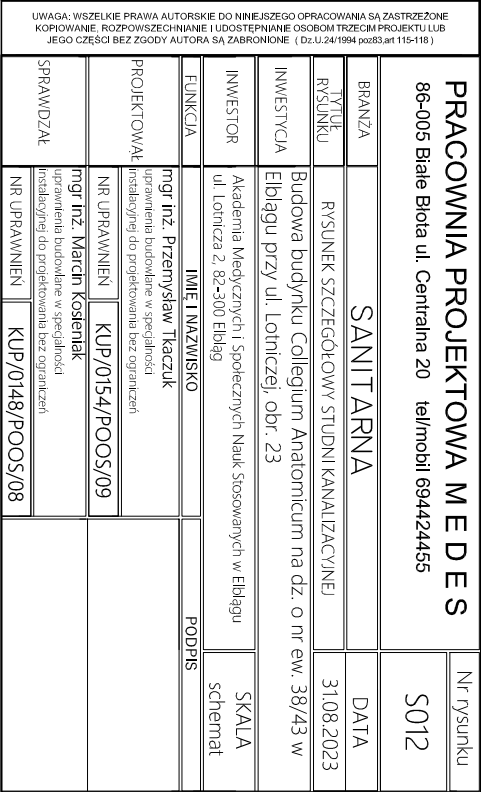 UWAGA: WSZELKIE PRAWA AUTORSKIE DO NINIEJSZEGO OPRACOWANIA SĄ ZASTRZEŻONE
KOPIOWANIE, ROZPOWSZECHNIANIE I UDOSTĘPNIANIE OSOBOM TRZECIM PROJEKTU LUB
JEGO CZĘŚCI BEZ ZGODY AUTORA SĄ ZABRONIONE ( Dz.U.24/1994 poz83,art 115-118 )
PRACOWNIA PROJEKTOWA M E D E S
86-005 Białe Błota ul. Centralna 20 tel/mobil 694424455
Nr rysunku
S012
BRANŻA
SANITARNA
DATA
TYTUŁ
RYSUNKU
RYSUNEK SZCZEGÓŁOWY STUDNI KANALIZACYJNEJ
31.08.2023
INWESTYCJA
Budowa budynku Collegium Anatomicum na dz. o nr ew. 38/43 w
Elblągu przy ul. Lotniczej, obr. 23
INWESTOR
Akademia Medycznych i Społecznych Nauk Stosowanych w Elblągu
ul. Lotnicza 2, 82-300 Elbląg
SKALA
schemat
FUNKCJA
IMIĘ I NAZWISKO
PODPIS
PROJEKTOWAŁ
mgr inż. Przemysław Tkaczuk
uprawnienia budowlane w specjalności
instalacyjnej do projektowania bez ograniczeń
NR UPRAWNIEŃ
KUP/0154/POOS/09
SPRAWDZAŁ
mgr inż. Marcin Kosieniak
uprawnienia budowlane w specjalności
instalacyjnej do projektowania bez ograniczeń
NR UPRAWNIEŃ
KUP/0148/POOS/08